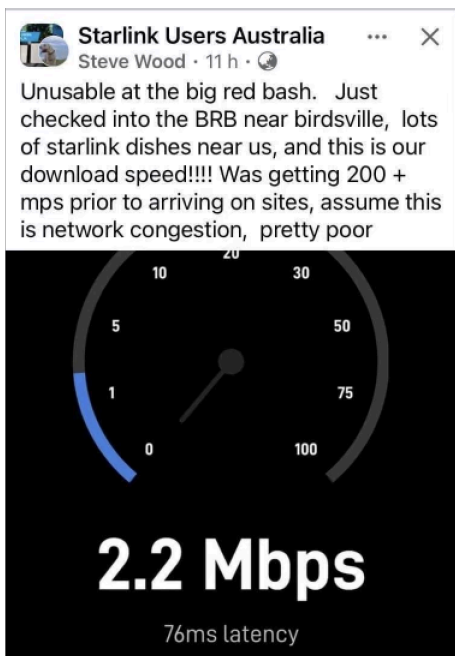 Starlink Users Australia
Steve Wood · 11 h ·
Unusable at the big red bash. Just
checked into the BRB near birdsville, lots
of starlink dishes near us, and this is our
download speed!!!! Was getting 200 +
mps prior to arriving on sites, assume this
is network congestion, pretty poor
20
10 30
5 50
1 75
0 100
2.2 Mbps
76ms latency